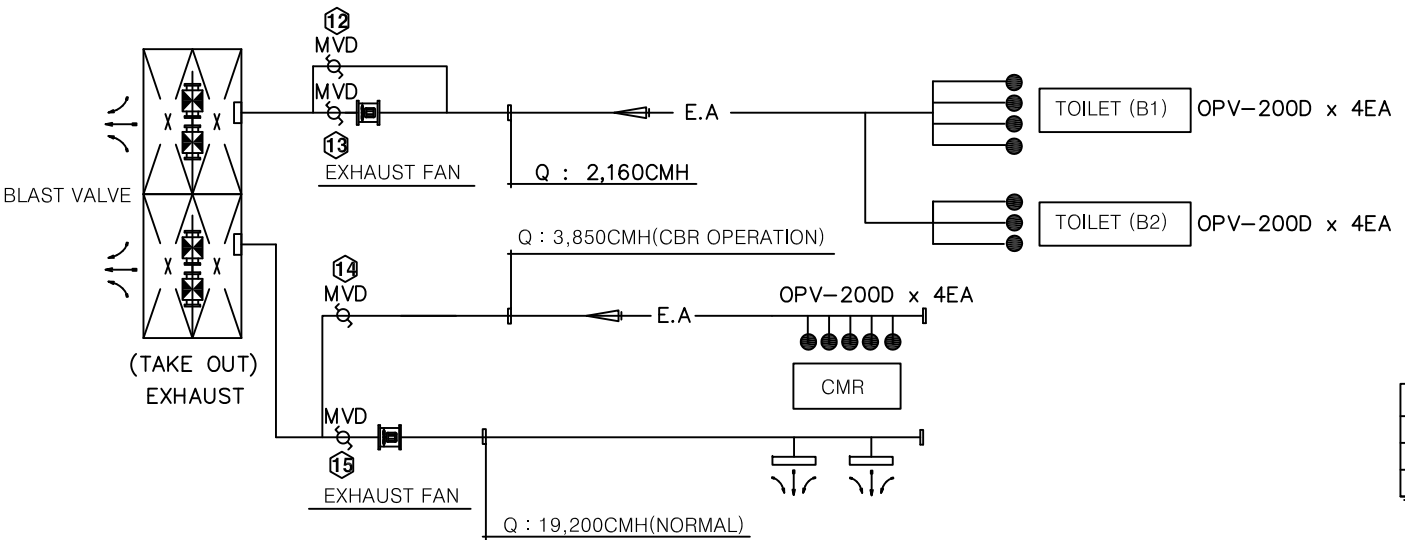 12
MVD
MVD
13
EXHAUST FAN
E.A
Q : 2,160CMH
TOILET (B1)
OPV-200D x 4EA
TOILET (B2)
OPV-200D x 4EA
BLAST VALVE
X X
X X
(TAKE OUT)
EXHAUST
Q : 3,850CMH(CBR OPERATION)
14
MVD
E.A
OPV-200D x 4EA
CMR
MVD
15
EXHAUST FAN
Q : 19,200CMH(NORMAL)